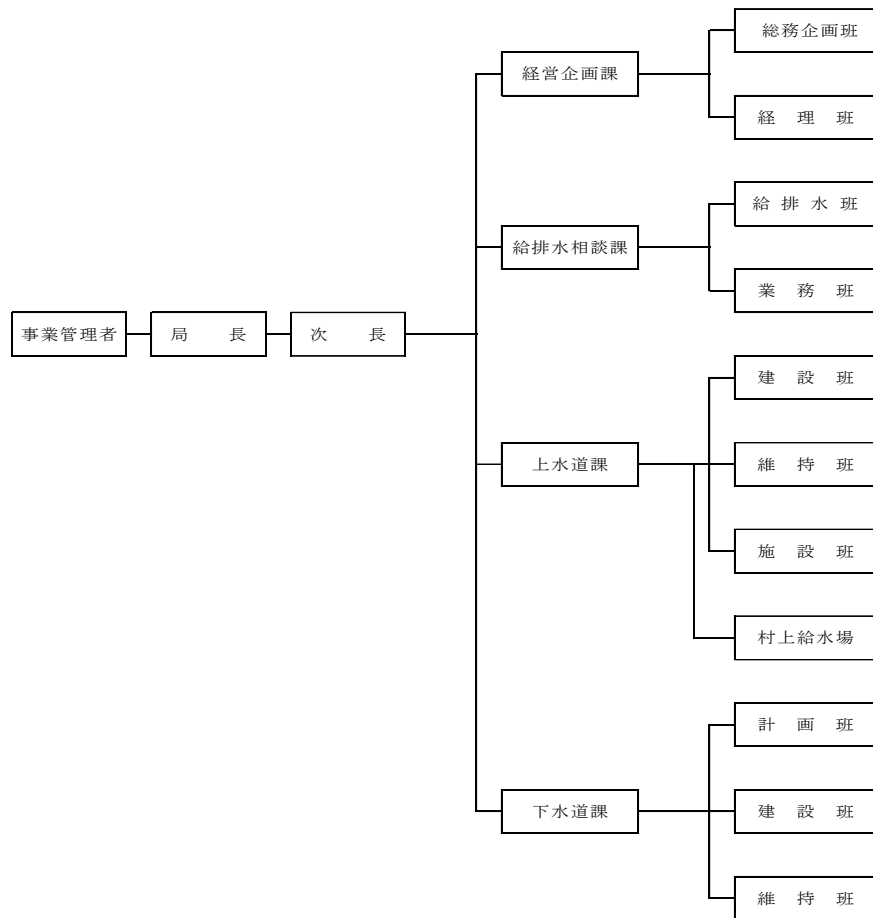 事業管理者
局　　長
次　　長
経営企画課
総務企画班
経　理　班
給排水相談課
給 排 水 班
業　務　班
上水道課
建　設　班
維　持　班
施　設　班
村上給水場
下水道課
計　画　班
建　設　班
維　持　班